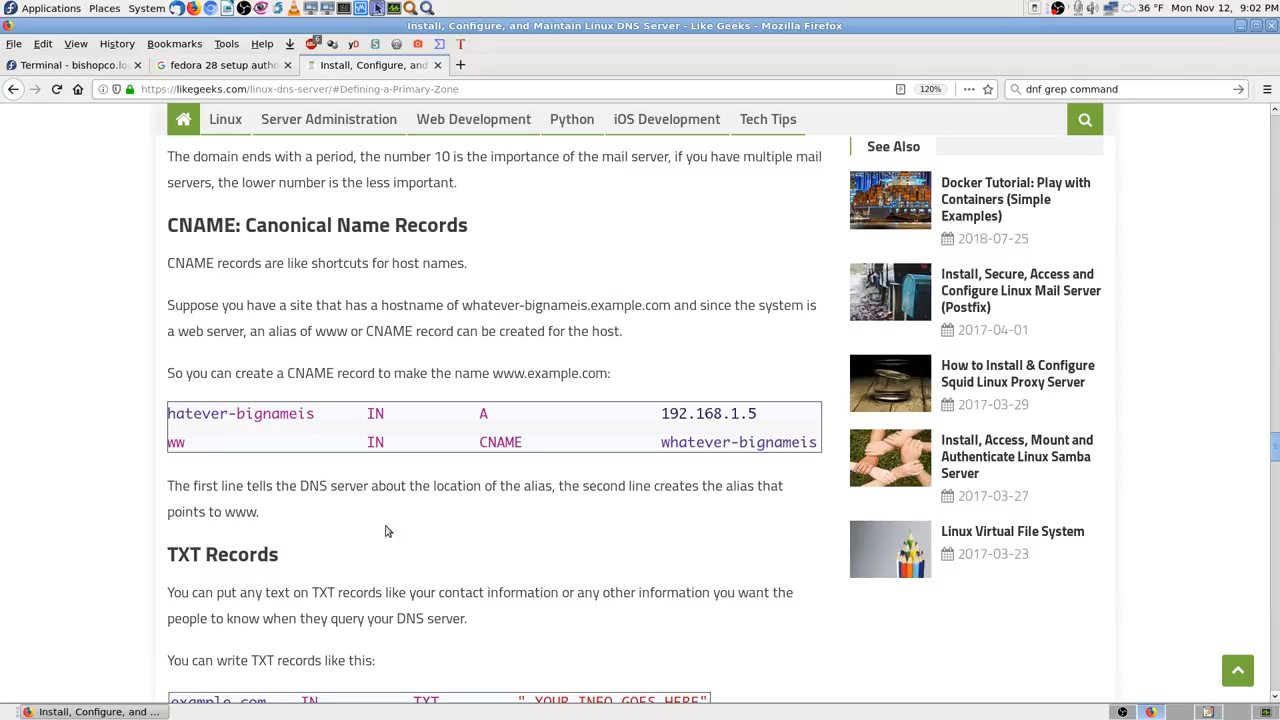 Applications Places System 36 °F Mon Nov 12, 9:02 PM
Install, Configure, and Maintain Linux DNS Server - Like Geeks - Mozilla Firefox
File Edit View History Bookmarks Tools Help
Terminal - bishopco.lo
fedora 28 setup autho
Install, Configure, and
https://likegeeks.com/linux-dns-server/#Defining-a-Primary-Zone
120%
dnf grep command
Linux Server Administration Web Development Python iOS Development Tech Tips
The domain ends with a period, the number 10 is the importance of the mail server, if you have multiple mail
servers, the lower number is the less important.
CNAME: Canonical Name Records
CNAME records are like shortcuts for host names.
Suppose you have a site that has a hostname of whatever-bignameis.example.com and since the system is
a web server, an alias of www or CNAME record can be created for the host.
So you can create a CNAME record to make the name www.example.com:
hatever-bignameis IN A 192.168.1.5
ww IN CNAME whatever-bignameis
The first line tells the DNS server about the location of the alias, the second line creates the alias that
points to www.
TXT Records
You can put any text on TXT records like your contact information or any other information you want the
people to know when they query your DNS server.
You can write TXT records like this:
example.com IN TXT " YOUR INFO GOES HERE"
See Also
Docker Tutorial: Play with
Containers (Simple
Examples)
2018-07-25
Install, Secure, Access and
Configure Linux Mail Server
(Postfix)
2017-04-01
How to Install & Configure
Squid Linux Proxy Server
2017-03-29
Install, Access, Mount and
Authenticate Linux Samba
Server
2017-03-27
Linux Virtual File System
2017-03-23
Install, Configure, and ...